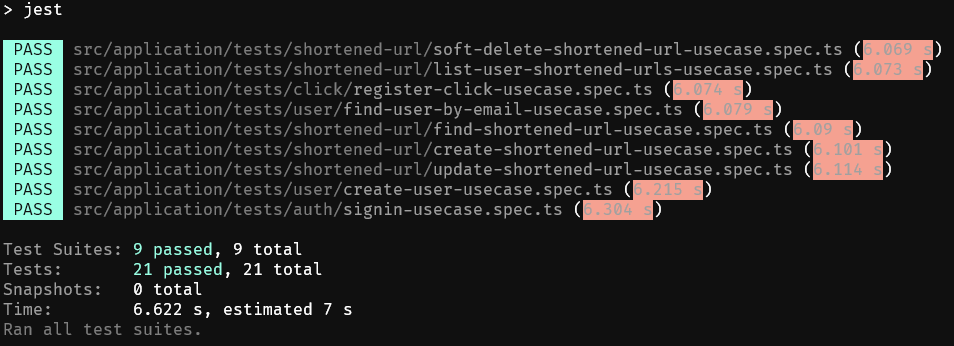 > jest
PASS src/application/tests/shortened-url/soft-delete-shortened-url-usecase.spec.ts (6.069 s)
PASS src/application/tests/shortened-url/list-user-shortened-urls-usecase.spec.ts (6.073 s)
PASS src/application/tests/click/register-click-usecase.spec.ts (6.074 s)
PASS src/application/tests/user/find-user-by-email-usecase.spec.ts (6.079 s)
PASS src/application/tests/shortened-url/find-shortened-url-usecase.spec.ts (6.09 s)
PASS src/application/tests/shortened-url/create-shortened-url-usecase.spec.ts (6.101 s)
PASS src/application/tests/shortened-url/update-shortened-url-usecase.spec.ts (6.114 s)
PASS src/application/tests/user/create-user-usecase.spec.ts (6.215 s)
PASS src/application/tests/auth/signin-usecase.spec.ts (6.304 s)
Test Suites: 9 passed, 9 total
Tests: 21 passed, 21 total
Snapshots: 0 total
Time: 6.622 s, estimated 7 s
Ran all test suites.